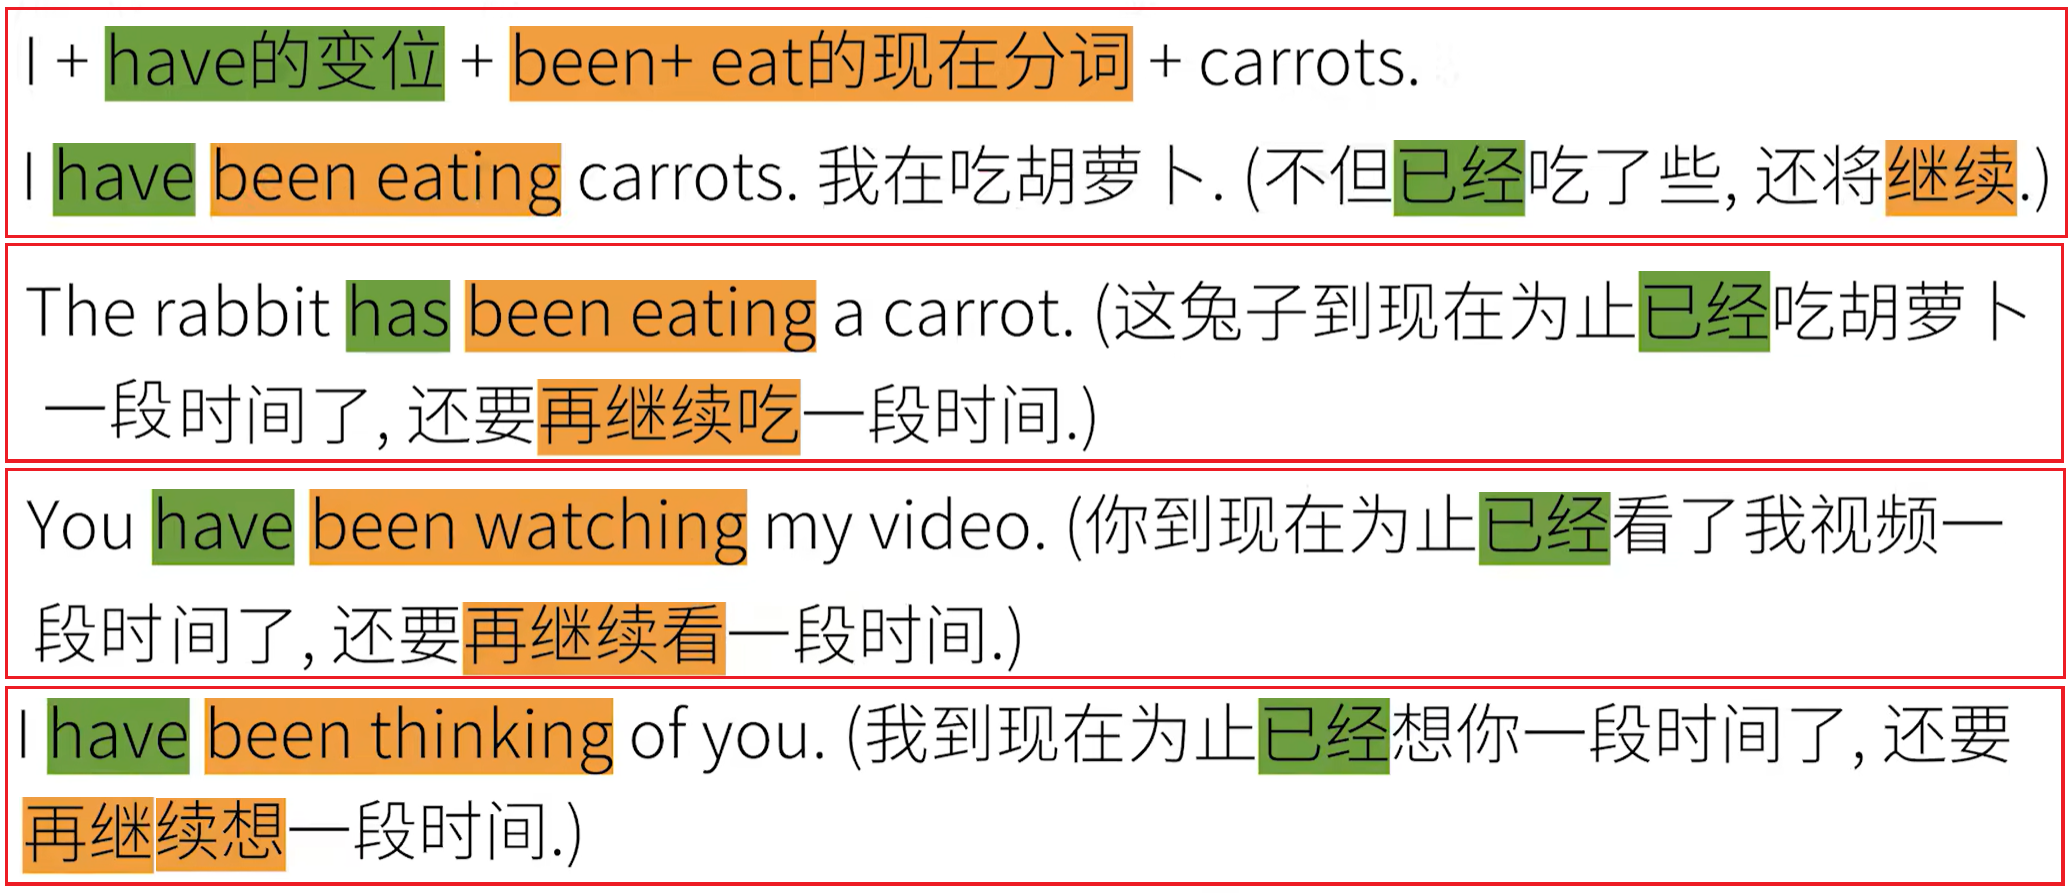 I + have的变位 + been+ eat的现在分词 + carrots.
I have been eating carrots. 我在吃胡萝卜. (不但已经吃了些, 还将继续.)
The rabbit has been eating a carrot. (这兔子到现在为止已经吃胡萝卜
一段时间了, 还要再继续吃一段时间.)
You have been watching my video. (你到现在为止已经看了我视频一
段时间了, 还要再继续看一段时间.)
I have been thinking of you. (我到现在为止已经想你一段时间了, 还要
再继续想一段时间.)